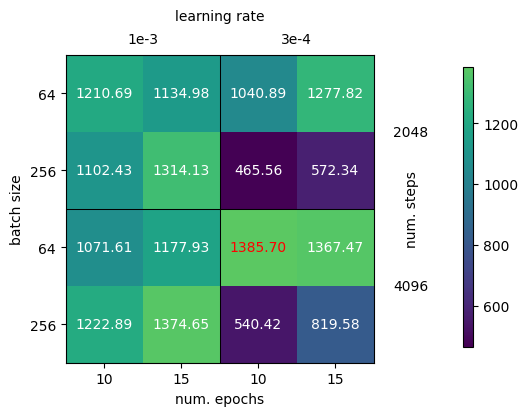 learning rate
1e-3 3e-4
64 1210.69 1134.98 1040.89 1277.82
2048
256 1102.43 1314.13 465.56 572.34
batch size
num. steps
64 1071.61 1177.93 1385.70 1367.47
4096
256 1222.89 1374.65 540.42 819.58
10 15 10 15
num. epochs
1200
1000
800
600